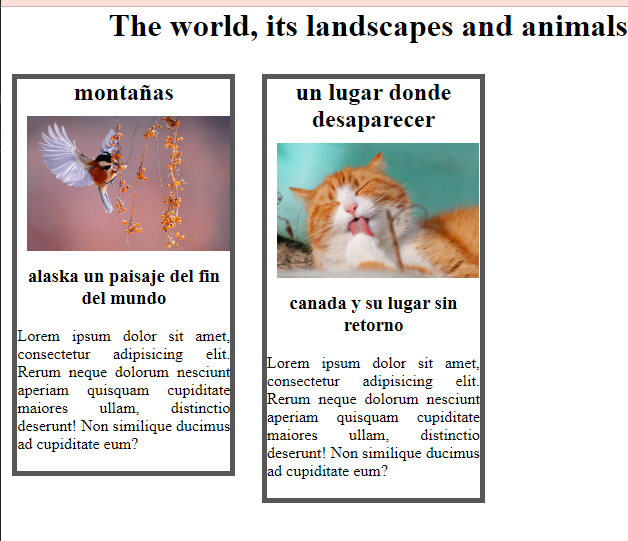 The world, its landscapes and animals
montañas
alaska un paisaje del fin
del mundo
Lorem ipsum dolor sit amet,
consectetur adipisicing elit.
Rerum neque dolorum nesciunt
aperiam quisquam cupiditate
maiores ullam, distinctio
deserunt! Non similique ducimus
ad cupiditate eum?
un lugar donde
desaparecer
canada y su lugar sin
retorno
Lorem ipsum dolor sit amet,
consectetur adipisicing elit.
Rerum neque dolorum nesciunt
aperiam quisquam cupiditate
maiores ullam, distinctio
deserunt! Non similique ducimus
ad cupiditate eum?